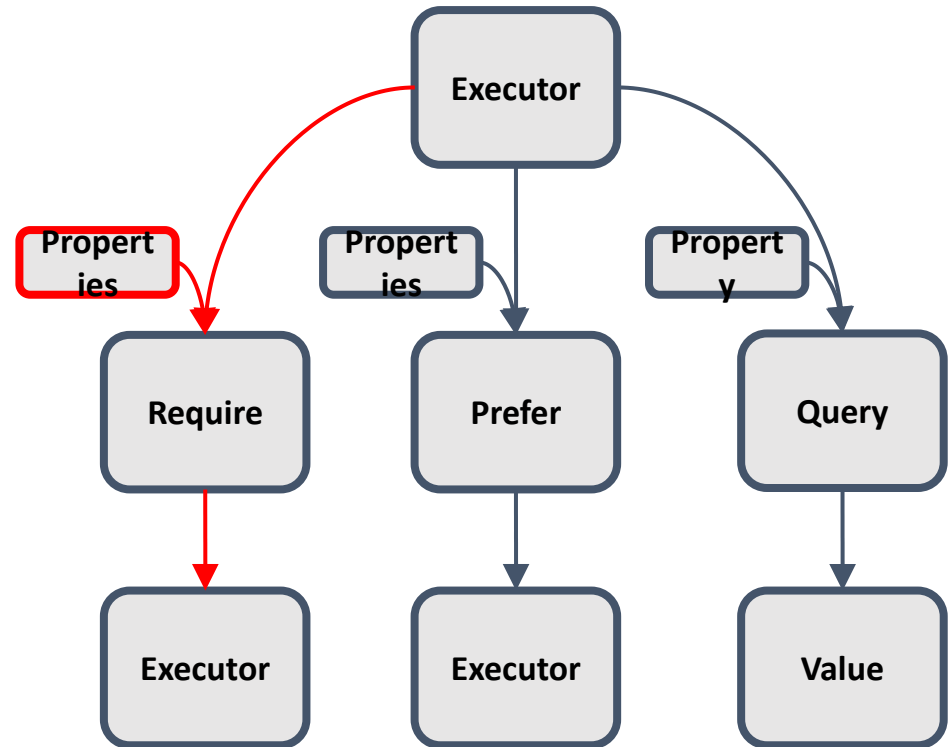 Executor
Propert
ies
Propert
ies
Propert
y
Require
Prefer
Query
Executor
Executor
Value